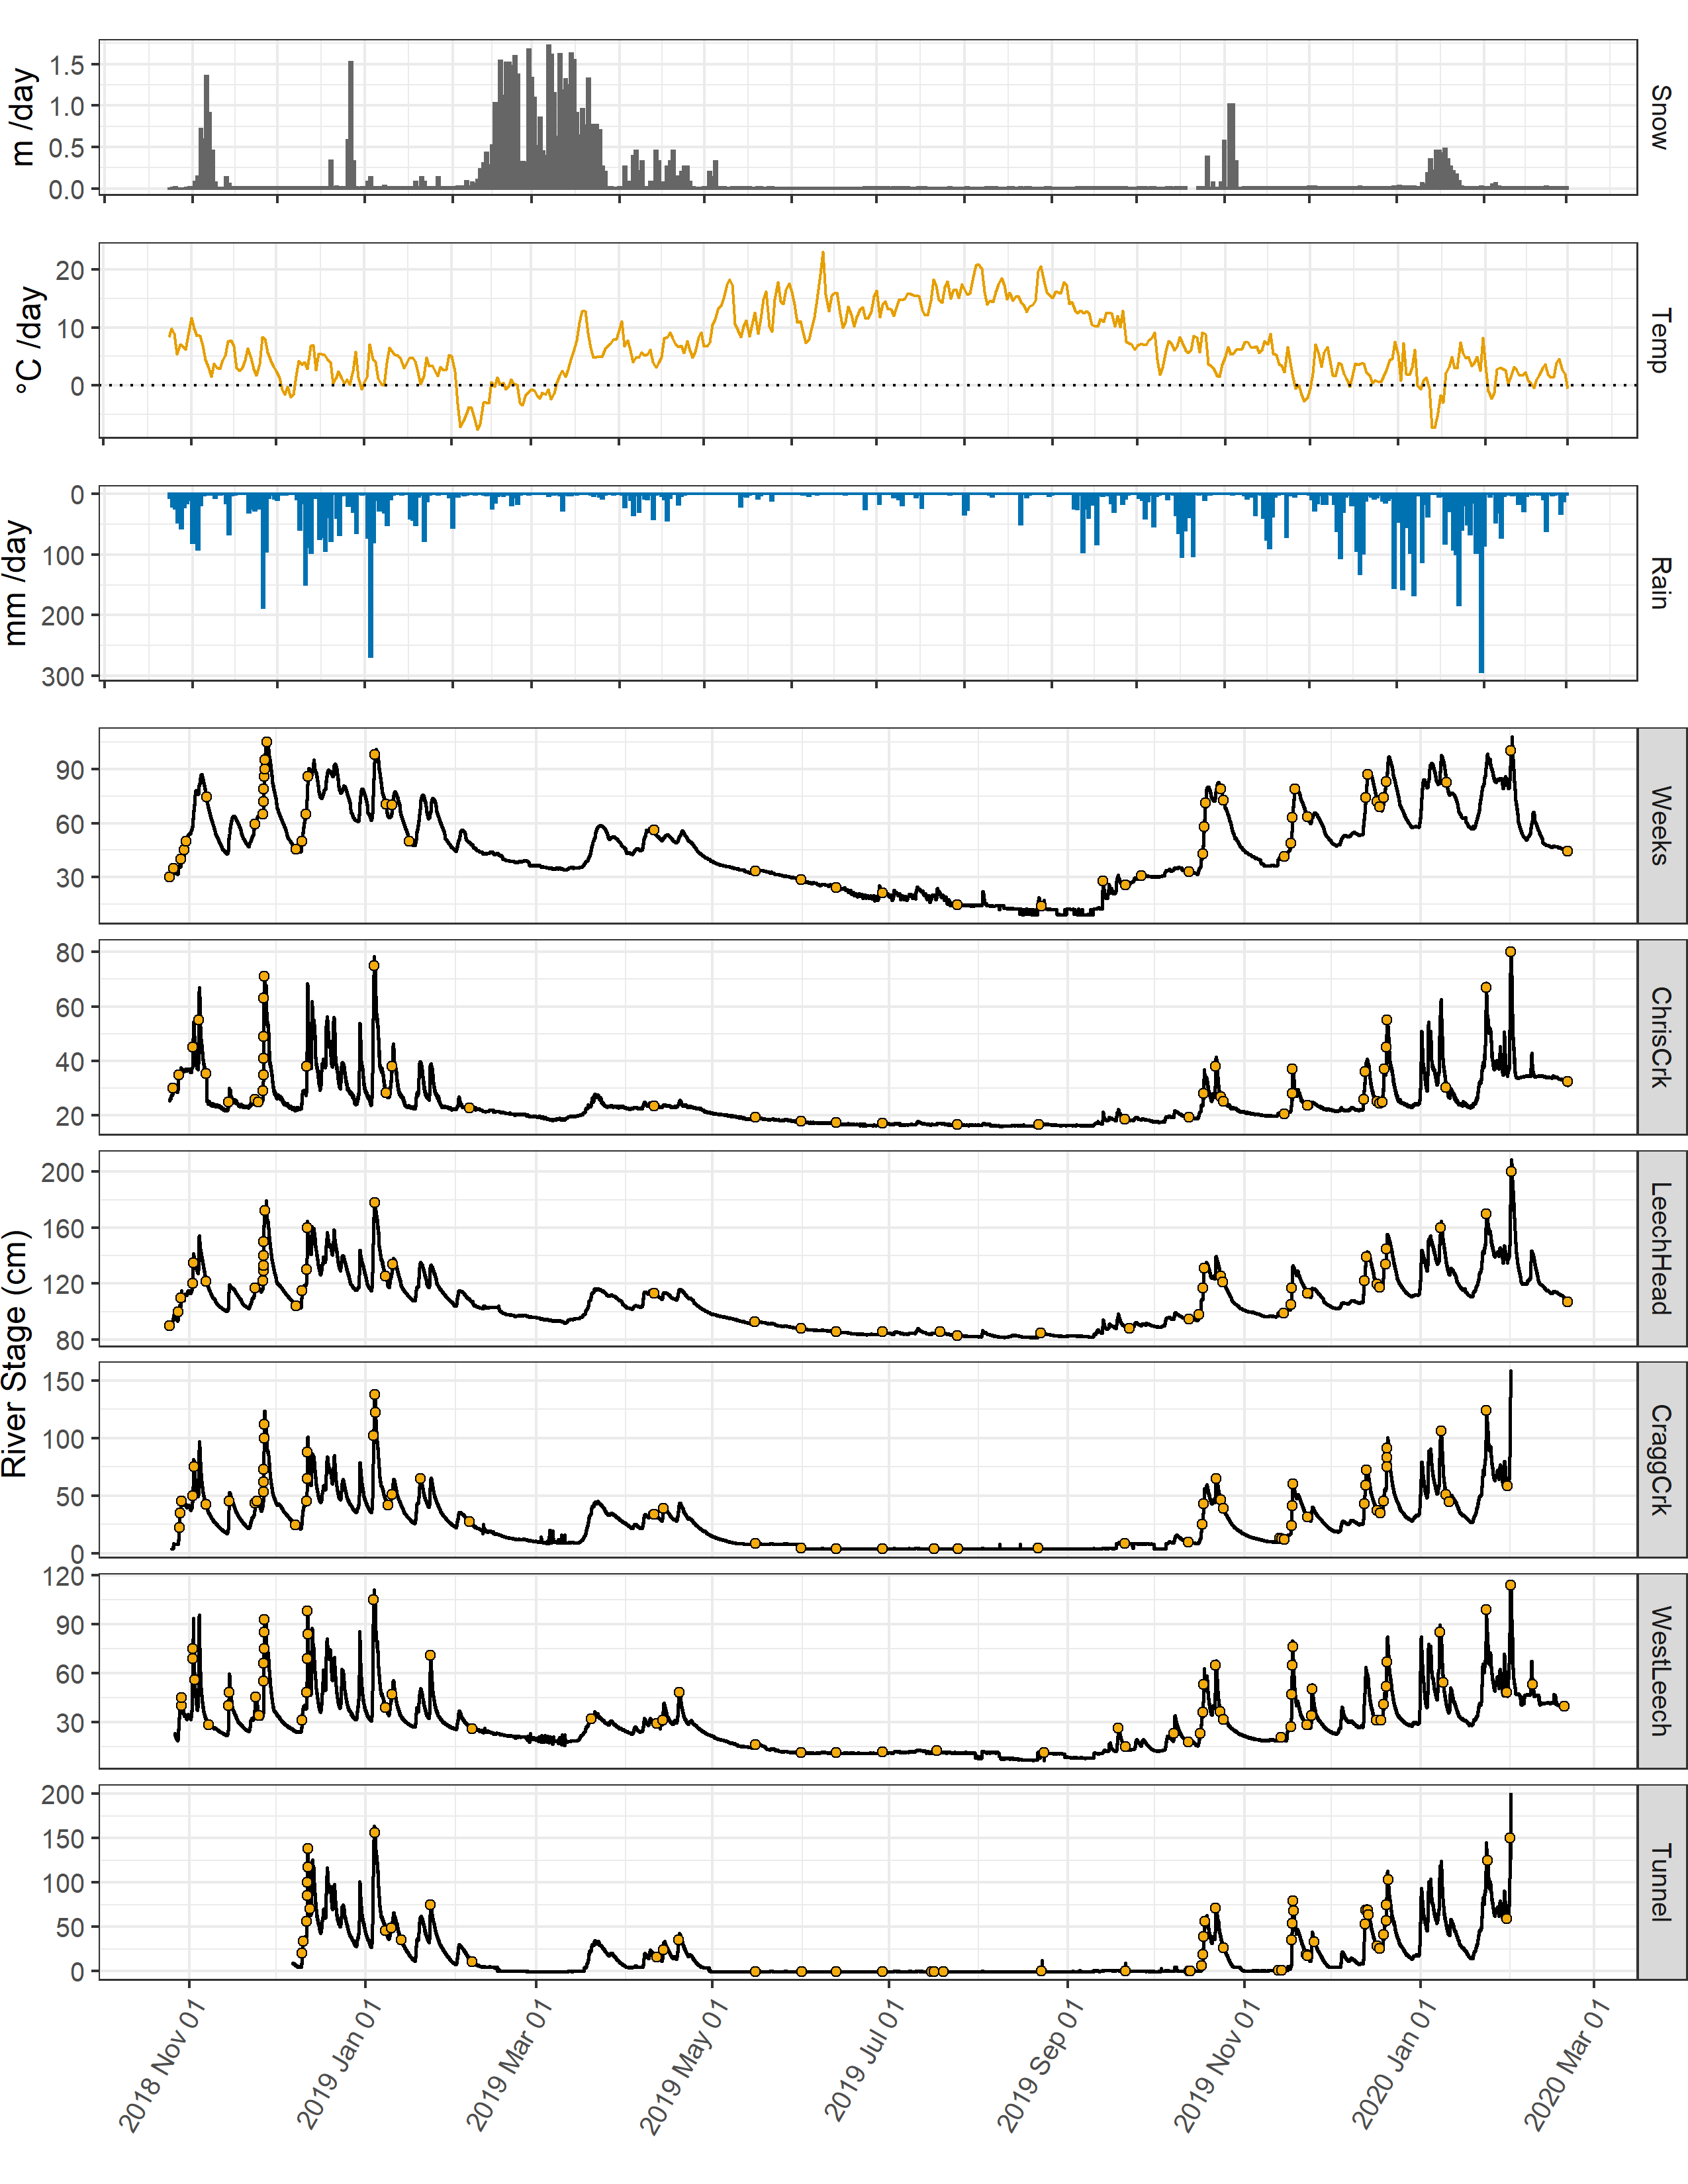 m /day
1.5
1.0
0.5
0.0
Snow
°C /day
20
10
0
Temp
mm /day
0
100
200
300
Rain
River Stage (cm)
90
60
30
Weeks
80
60
40
20
ChrisCrk
200
160
120
80
LeechHead
150
100
50
0
CraggCrk
120
90
60
30
WestLeech
200
150
100
50
0
Tunnel
2018 Nov 01
2019 Jan 01
2019 Mar 01
2019 May 01
2019 Jul 01
2019 Sep 01
2019 Nov 01
2020 Jan 01
2020 Mar 01